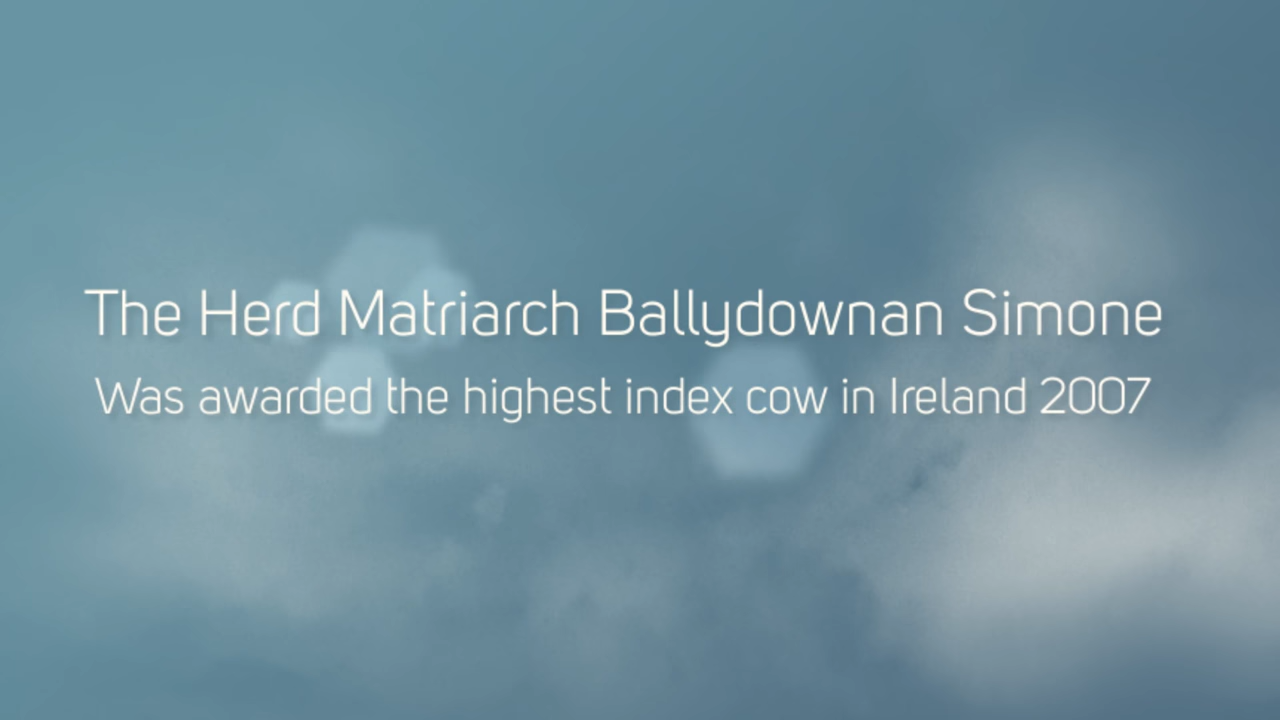 The Herd Matriarch Ballydownan Simone
Was awarded the highest index cow in Ireland 2007